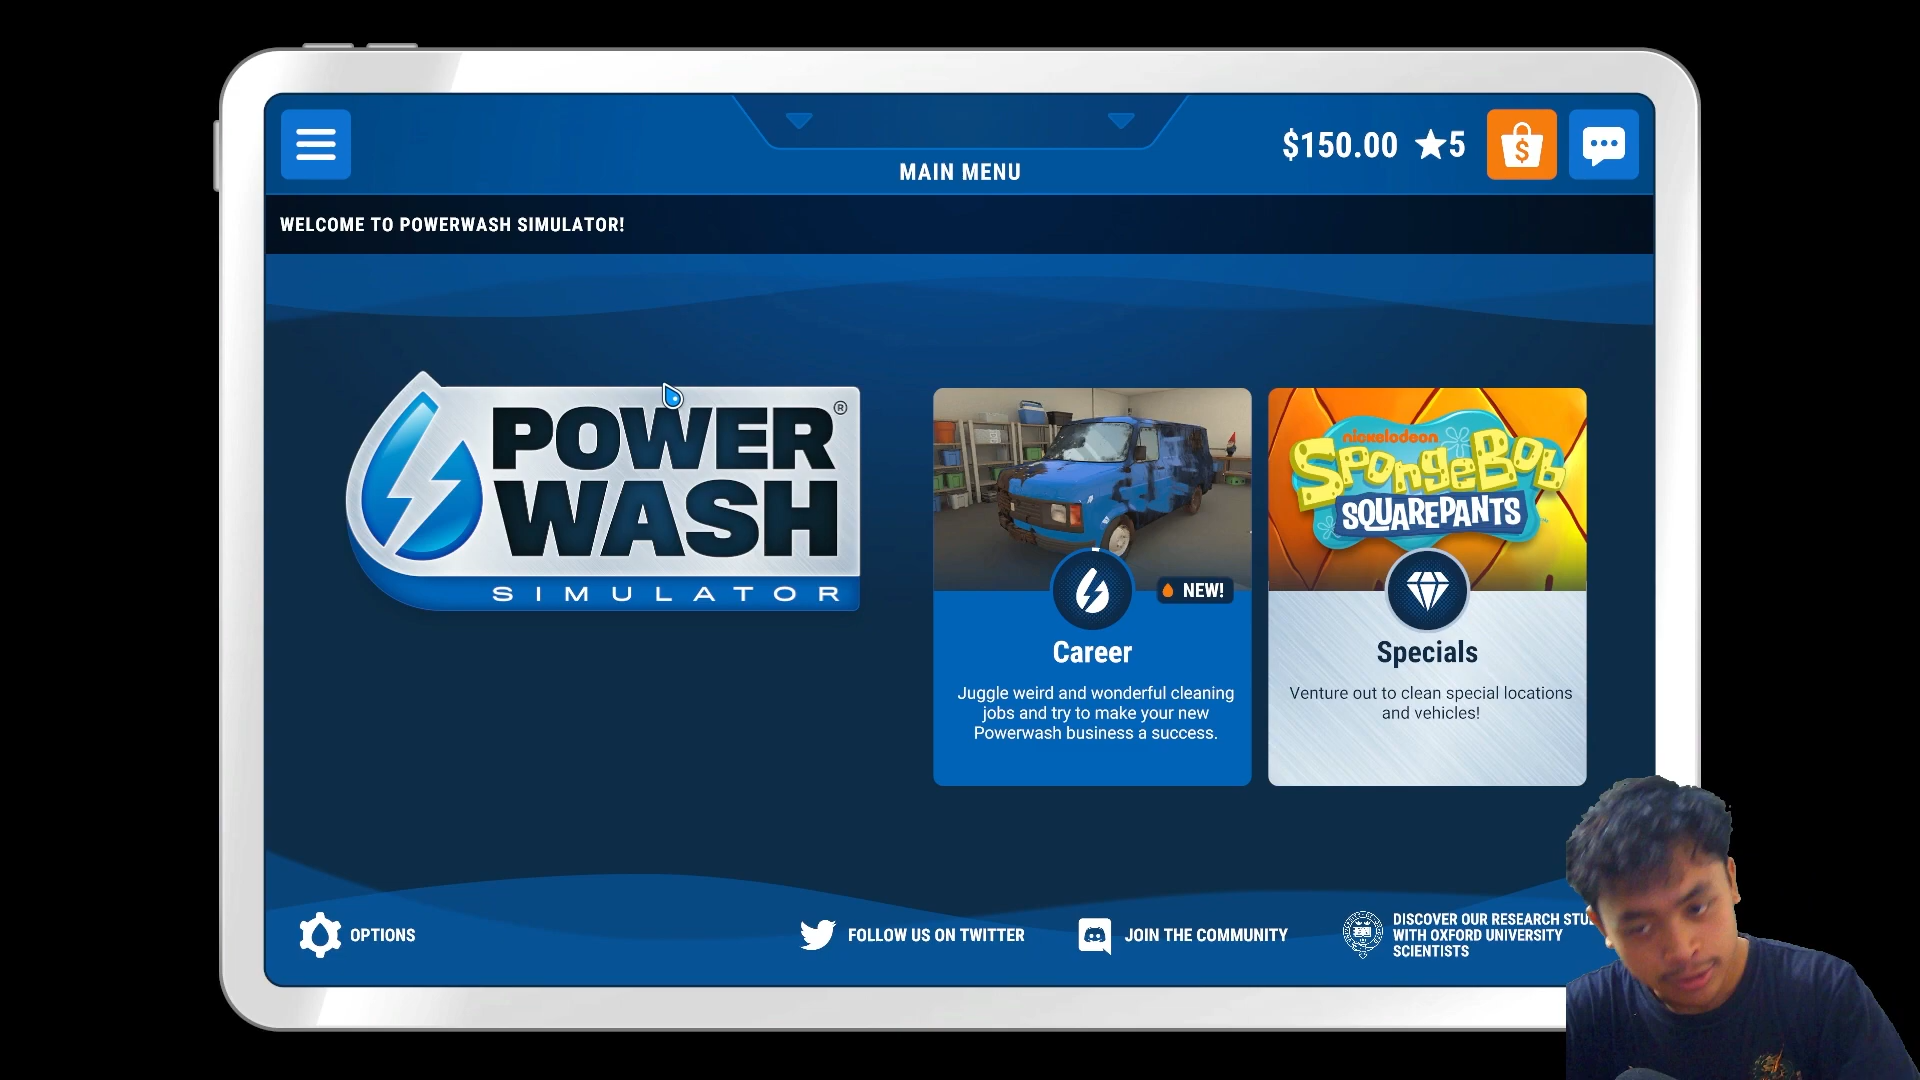 $150.00 ★5
MAIN MENU
WELCOME TO POWERWASH SIMULATOR!
POWER®
WASH
SIMULATOR
nickelodeon
SPONGEBOB
SQUAREPANTS
NEW!
Career
Juggle weird and wonderful cleaning
jobs and try to make your new
Powerwash business a success.
Specials
Venture out to clean special locations
and vehicles!
OPTIONS
FOLLOW US ON TWITTER
JOIN THE COMMUNITY
DISCOVER OUR RESEARCH
WITH OXFORD UNIVERSITY
SCIENTISTS